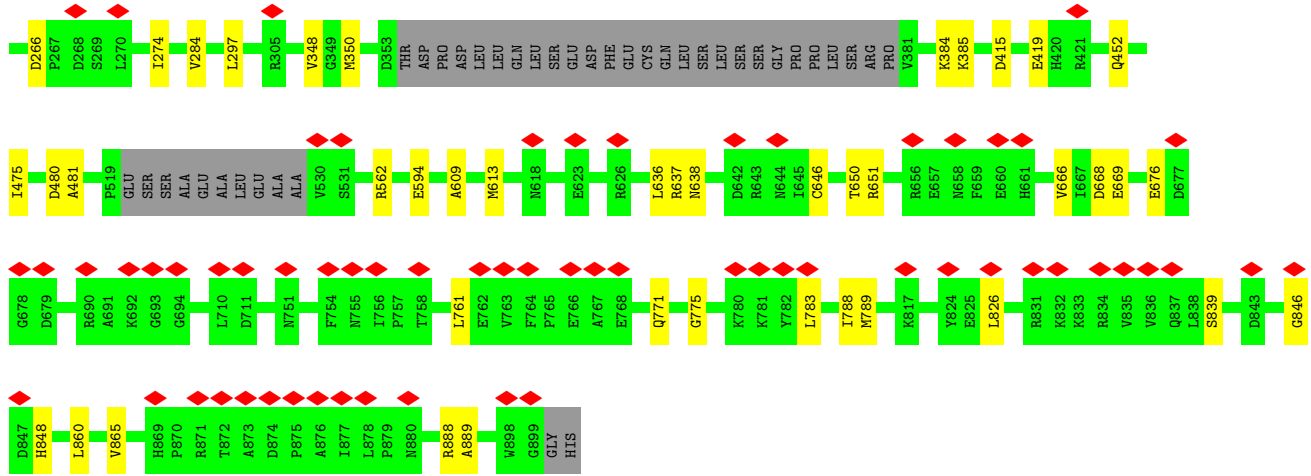 D266 P267 D268 S269 L270 I274 V284 L297 R305 V348 G349 M350 D353 THR ASP PRO ASP LEU LEU GLN LEU SER GLU ASP PHE GLU CYS GLN LEU SER LEU SER SER GLY PRO PRO LEU SER ARG PRO V381 K384 K385 D415 E419 H420 R421 Q452
I475 D480 A481 P519 GLU SER SER ALA GLU ALA LEU GLU ALA ALA V530 S531 R562 E594 A609 M613 N618 E623 R626 L636 R637 N638 D642 R643 N644 I645 C646 T650 R651 R656 E657 N658 F659 E660 H661 V666 I667 D668 E669 E676 D677
G678 D679 R690 A691 K692 G693 G694 L710 D711 N751 F754 N755 I756 P757 T758 L761 E762 V763 F764 P765 E766 A767 E768 Q771 G775 K780 K781 Y782 L783 I788 M789 K817 Y824 E825 L826 R831 K832 K833 R834 V835 V836 Q837 L838 S839 D843 G846
D847 H848 L860 V865 H869 P870 R871 T872 A873 D874 P875 A876 I877 L878 P879 N880 R888 A889 W898 G899 GLY HIS